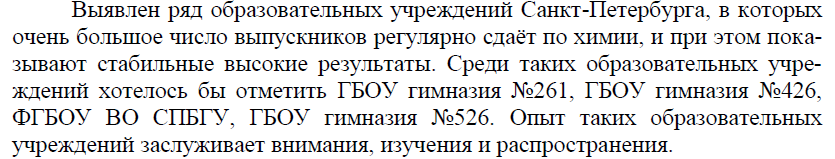 Выявлен ряд образовательных учреждений Санкт-Петербурга, в которых
очень большое число выпускников регулярно сдаёт по химии, и при этом пока-
зывают стабильные высокие результаты. Среди таких образовательных учре-
ждений хотелось бы отметить ГБОУ гимназия №261, ГБОУ гимназия №426,
ФГБОУ ВО СПБГУ, ГБОУ гимназия №526. Опыт таких образовательных
учреждений заслуживает внимания, изучения и распространения.